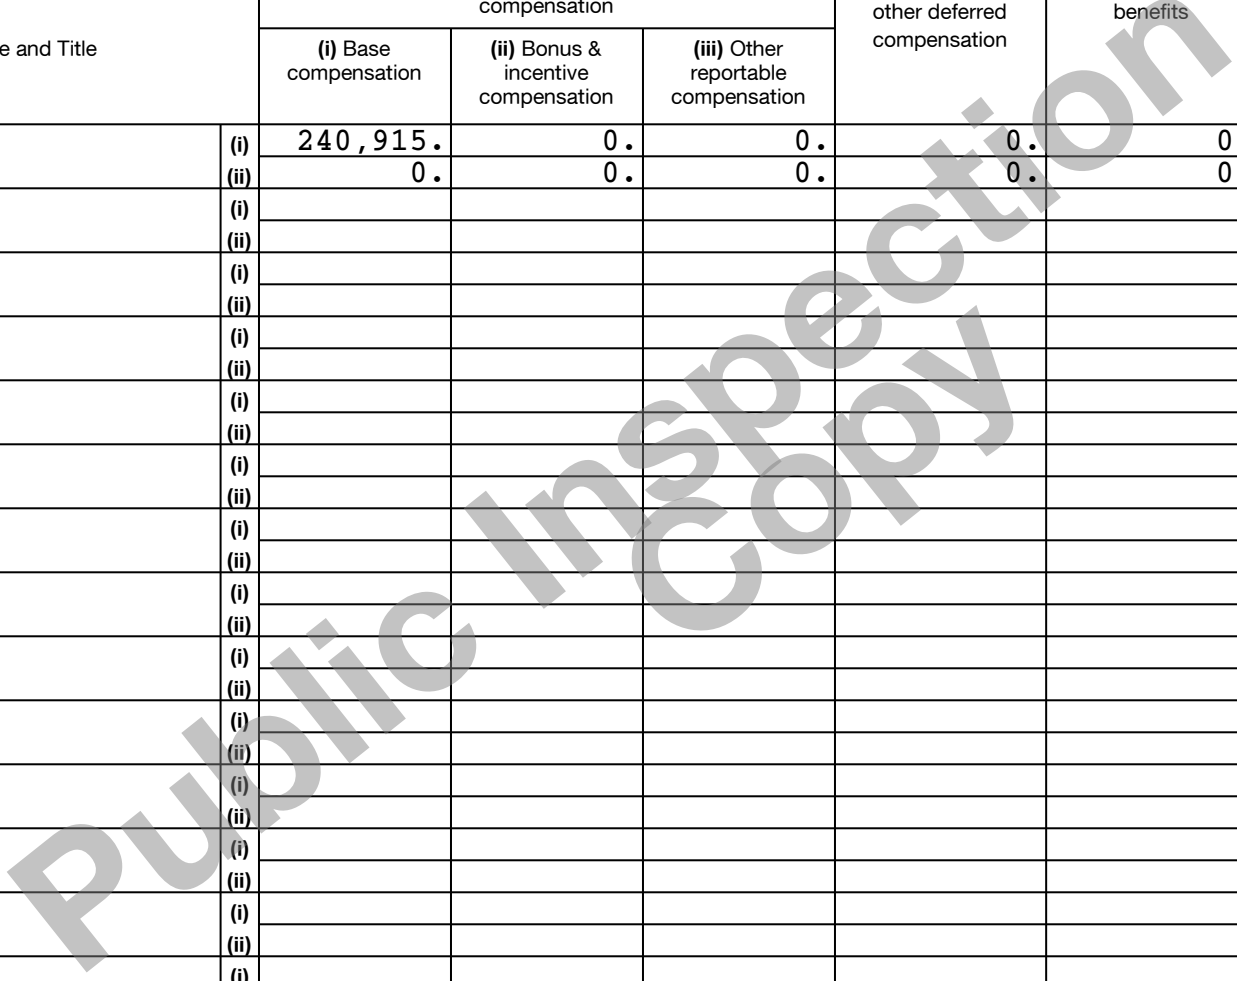 compensation
other deferred
compensation
benefits
e and Title
(i) Base
compensation
(ii) Bonus &
incentive
compensation
(iii) Other
reportable
compensation
(i) 240,915. 0. 0. 0. 0
(ii) 0. 0. 0. 0. 0
(i)
(ii)
(i)
(ii)
(i)
(ii)
(i)
(ii)
(i)
(ii)
(i)
(ii)
(i)
(ii)
(i)
(ii)
(i)
(ii)
(i)
(ii)
(i)
(ii)
(i)
(ii)
(i)
Public Inspection
Copy